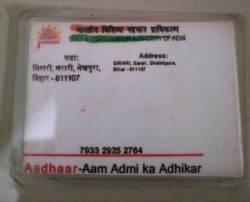 भारतीय विशिष्ट पहचान प्राधिकरण
IDENTIFICATION AUTHORITY OF INDIA
पता:
सिरारी, सरारी, शेखपुरा,
बिहार - 811107
Address:
SIRARI, Sarari, Sheikhpura,
Bihar - 811107
7933 2925 2764
Aadhaar-Aam Admi ka Adhikar